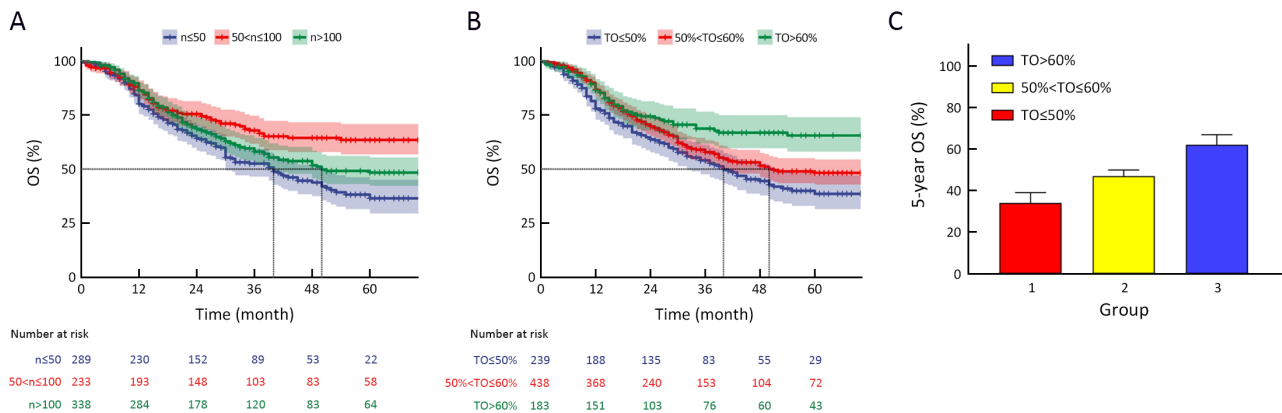 A
n≤50 50<n≤100 n>100
100
75
50
25
0
OS (%)
0 12 24 36 48 60
Time (month)
Number at risk
n≤50 289 230 152 89 53 22
50<n≤100 233 193 148 103 83 58
n>100 338 284 178 120 83 64
B
TO≤50% 50%<TO≤60% TO>60%
100
75
50
25
0
OS (%)
0 12 24 36 48 60
Time (month)
Number at risk
TO≤50% 239 188 135 83 55 29
50%<TO≤60% 438 368 240 153 104 72
TO>60% 183 151 103 76 60 43
C
TO>60%
50%<TO≤60%
TO≤50%
100
80
60
40
20
0
5-year OS (%)
1 2 3
Group